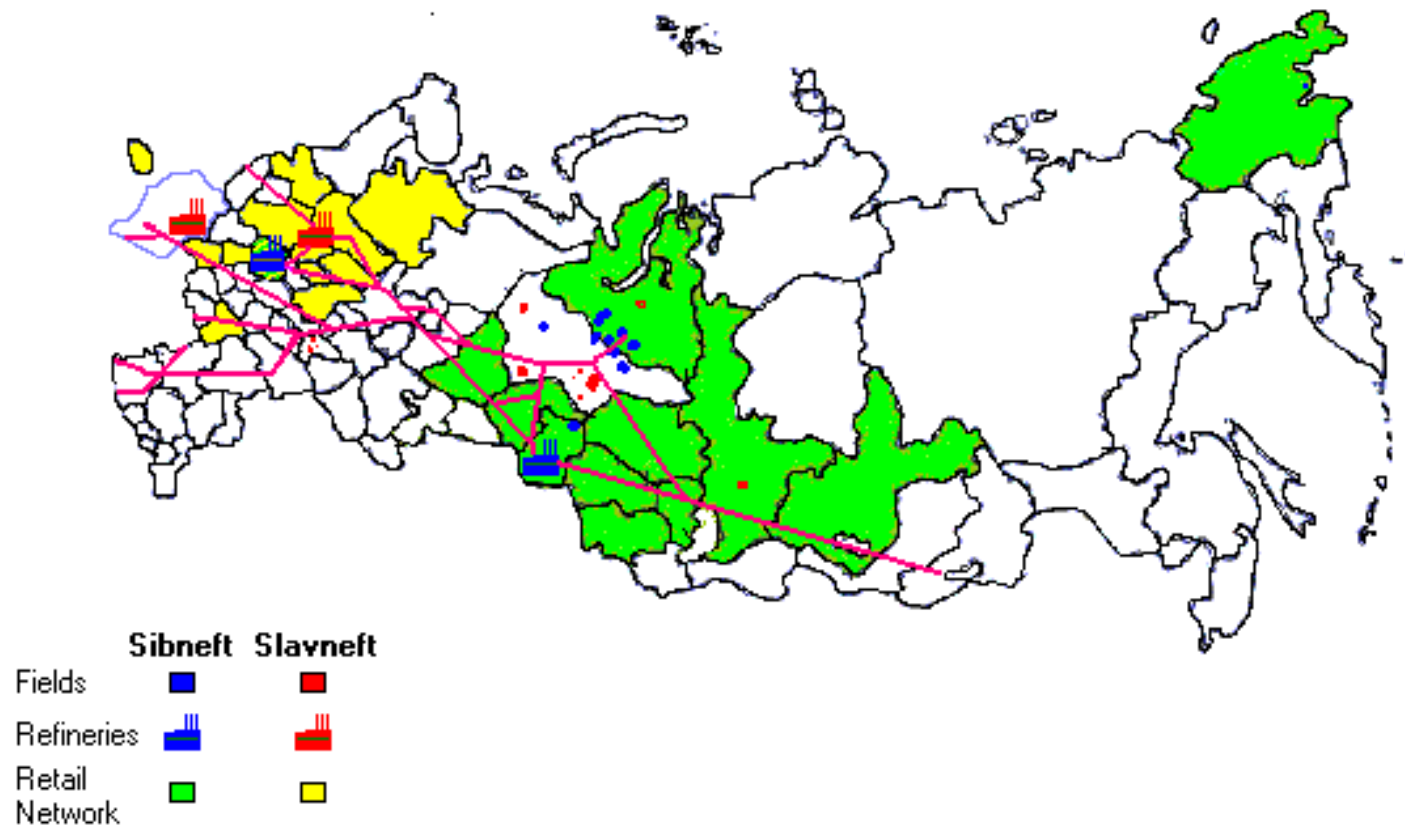 Sibneft Slavneft
Fields
Refineries
Retail
Network